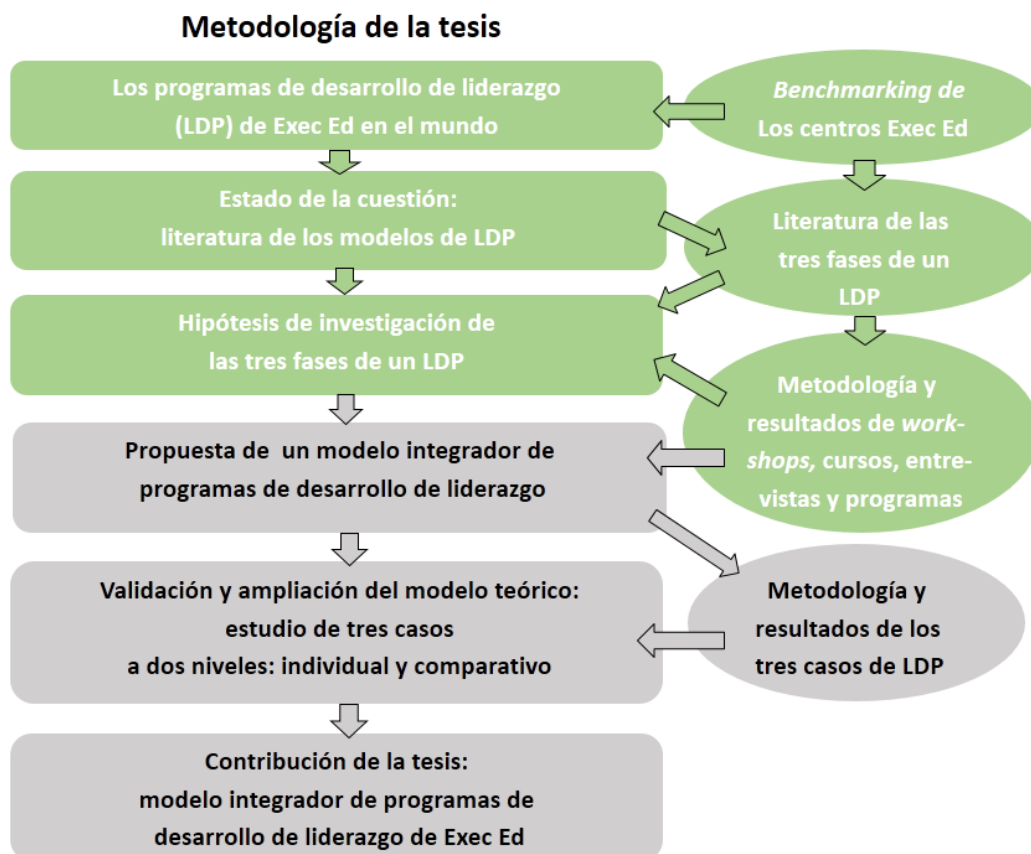 Metodología de la tesis
Los programas de desarrollo de liderazgo
(LDP) de Exec Ed en el mundo
Benchmarking de
Los centros Exec Ed
Estado de la cuestión:
literatura de los modelos de LDP
Literatura de las
tres fases de un
LDP
Hipótesis de investigación de
las tres fases de un LDP
Metodología y
resultados de work-
shops, cursos, entre-
vistas y programas
Propuesta de un modelo integrador de
programas de desarrollo de liderazgo
Validación y ampliación del modelo teórico:
estudio de tres casos
a dos niveles: individual y comparativo
Metodología y
resultados de los
tres casos de LDP
Contribución de la tesis:
modelo integrador de programas de
desarrollo de liderazgo de Exec Ed